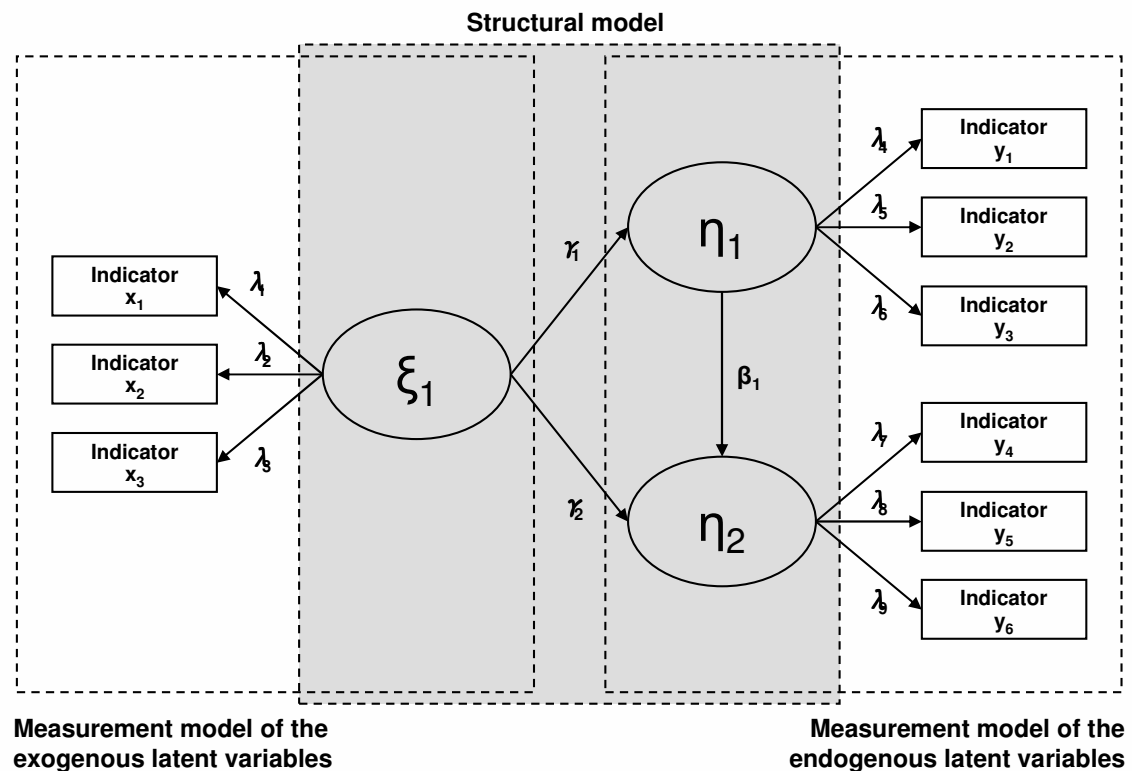 Structural model
Indicator
x₁
Indicator
x₂
Indicator
x₃
λ₁
λ₂
λ₃
ξ₁
γ₁
γ₂
η₁
β₁
η₂
λ₄
λ₅
λ₆
λ₇
λ₈
λ₉
Indicator
y₁
Indicator
y₂
Indicator
y₃
Indicator
y₄
Indicator
y₅
Indicator
y₆
Measurement model of the
exogenous latent variables
Measurement model of the
endogenous latent variables